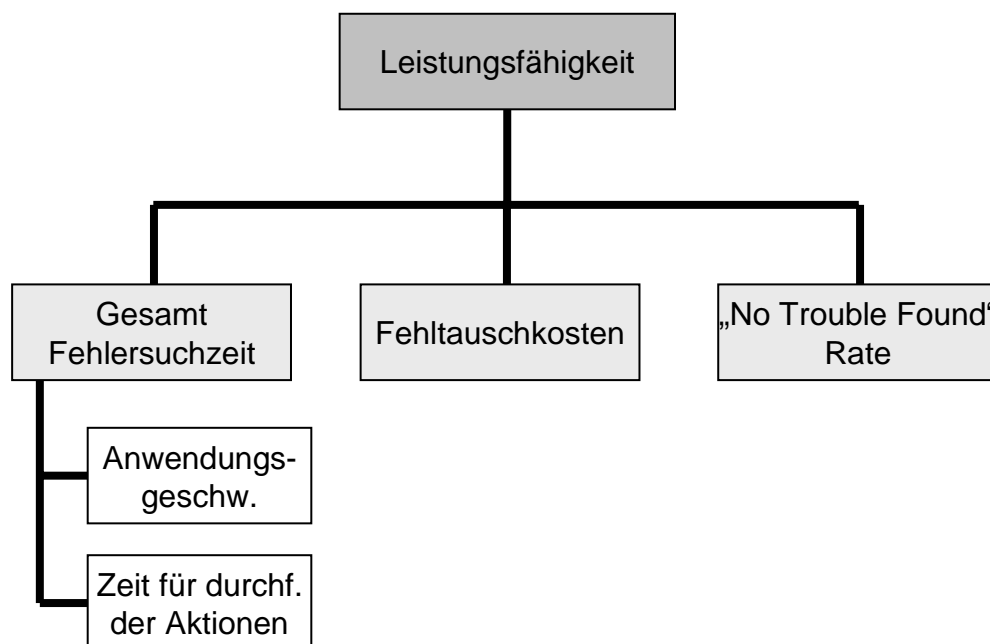 Leistungsfähigkeit
Gesamt
Fehlersuchzeit
Fehltauschkosten
„No Trouble Found“
Rate
Anwendungs-
geschw.
Zeit für durchf.
der Aktionen